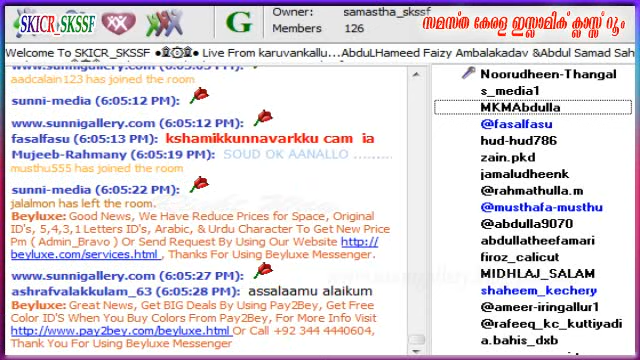 SKICR_SKSSF
G
Owner: samastha_skssf
Members 126
സമസ്ത കേരള ഇസ്ലാമിക് ക്ലാസ്സ് റൂം
Welcome To SKICR_SKSSF ●۩۞۩● Live From karuvankallu...AbduLHameed Faizy Ambalakadav &Abdul Samad Sah
www.sunnigallery.com (6:05:05 PM):
aadcalain123 has joined the room
sunni-media (6:05:12 PM):
www.sunnigallery.com (6:05:12 PM):
fasalfasu (6:05:13 PM): kshamikkunnavarkku cam ia
Mujeeb-Rahmany (6:05:19 PM): SOUD OK AANALLO ..........
musthu555 has joined the room
sunni-media (6:05:22 PM):
jalalmon has left the room.
Beyluxe: Good News, We Have Reduce Prices for Space, Original
ID's, 5,4,3,1 Letters ID's, Arabic, & Urdu Character To Get New Price
Pm ( Admin_Bravo ) Or Send Request By Using Our Website http://
beyluxe.com/services.html , Thanks For Using Beyluxe Messenger.
www.sunnigallery.com (6:05:27 PM):
ashrafvalakkulam_63 (6:05:28 PM): assalaamu alaikum
Beyluxe: Great News, Get BIG Deals By Using Pay2Bey, Get Free
Color ID's When You Buy Colors From Pay2Bey, For More Info Visit
http://www.pay2bey.com/beyluxe.html Or Call +92 344 4440604,
Thank You For Using Beyluxe Messenger
Noorudheen-Thangal
s_media1
MKMAbdulla
@fasalfasu
hud-hud786
zain.pkd
jamaludheenk
@rahmathulla.m
@musthafa-musthu
@abdulla9070
abdullatheefamari
firoz_calicut
MIDHLAJ_SALAM
shaheem_kechery
@ameer-iringallur1
@rafeeq_kc_kuttiyadi
a.bahis_dxb